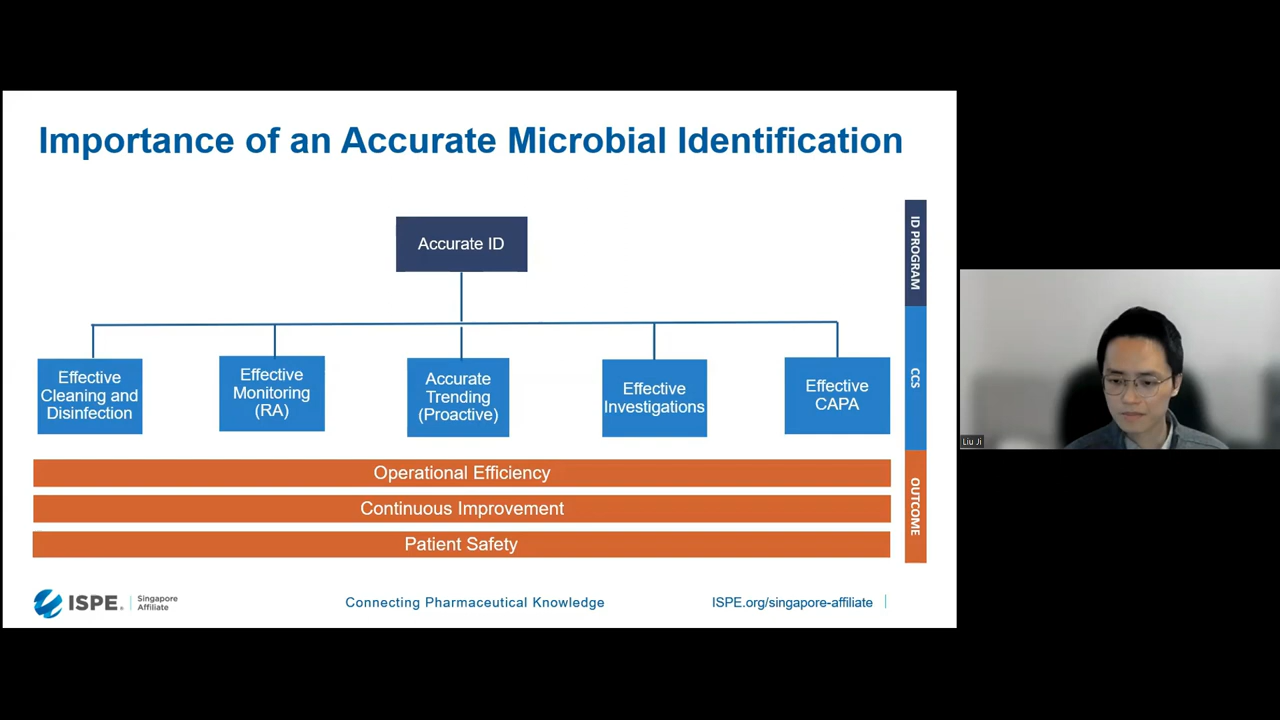 Importance of an Accurate Microbial Identification
Accurate ID
ID PROGRAM
Effective
Cleaning and
Disinfection
Effective
Monitoring
(RA)
Accurate
Trending
(Proactive)
Effective
Investigations
Effective
CAPA
CCS
Operational Efficiency
Continuous Improvement
Patient Safety
OUTCOME
ISPE®
Singapore
Affiliate
Connecting Pharmaceutical Knowledge
ISPE.org/singapore-affiliate
Liu Ji